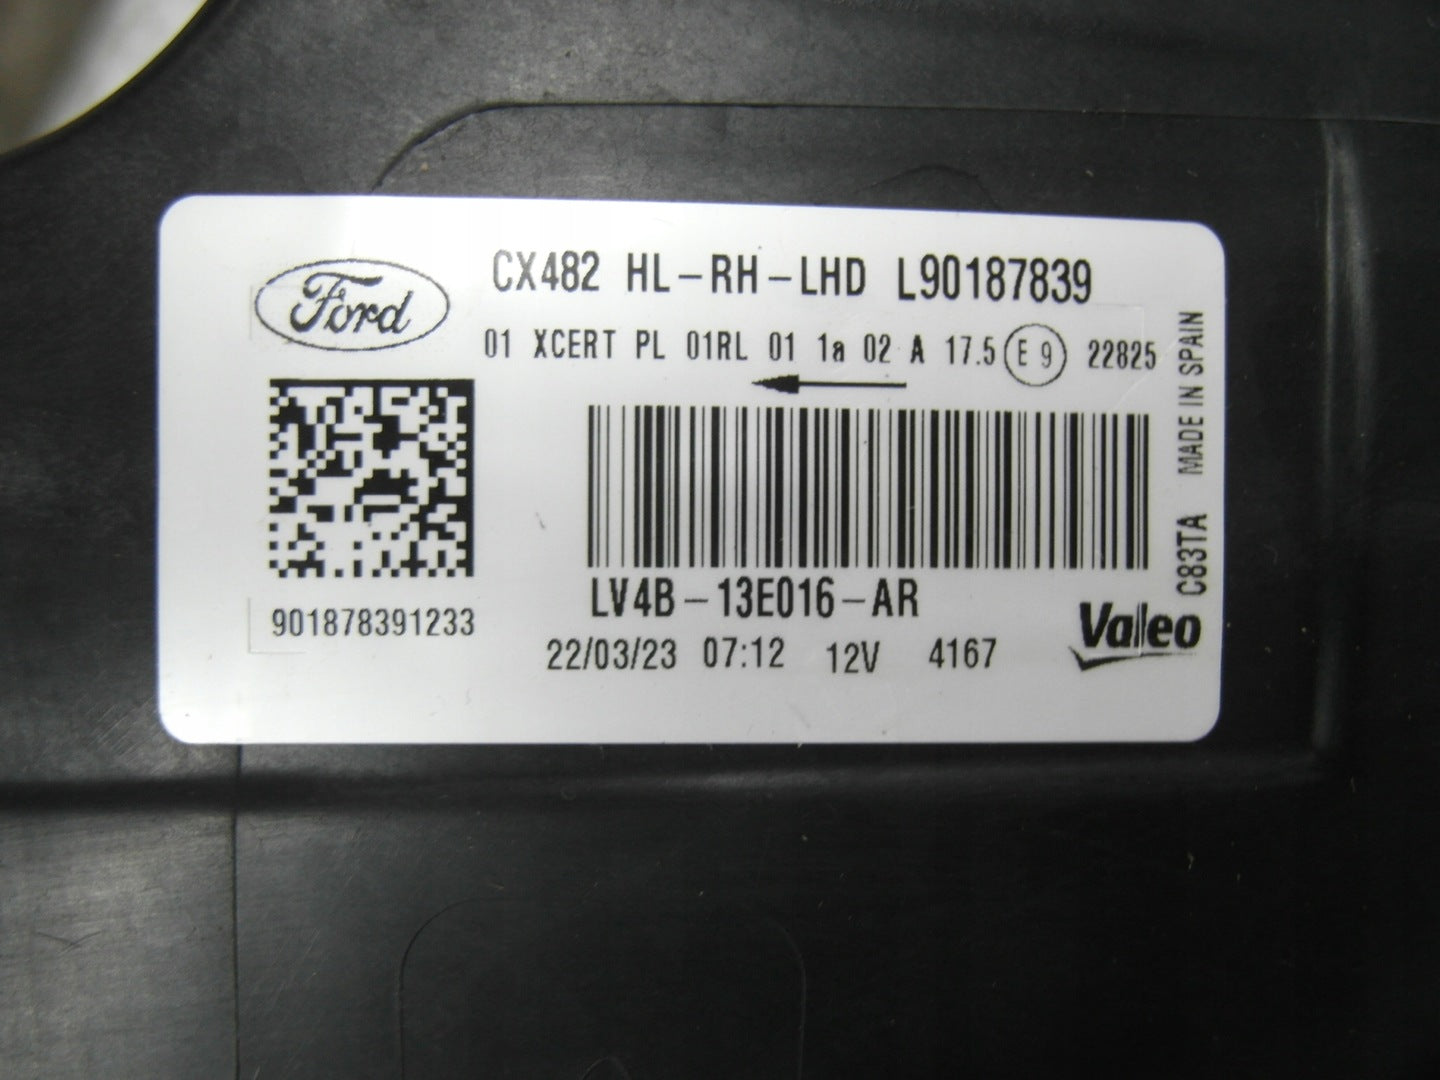 Ford
CX482 HL-RH-LHD L90187839
01 XCERT PL 01RL 01 1a 02 A 17.5 E 9 22825
901878391233
LV4B-13E016-AR
22/03/23 07:12 12V 4167
Valeo
C83TA MADE IN SPAIN